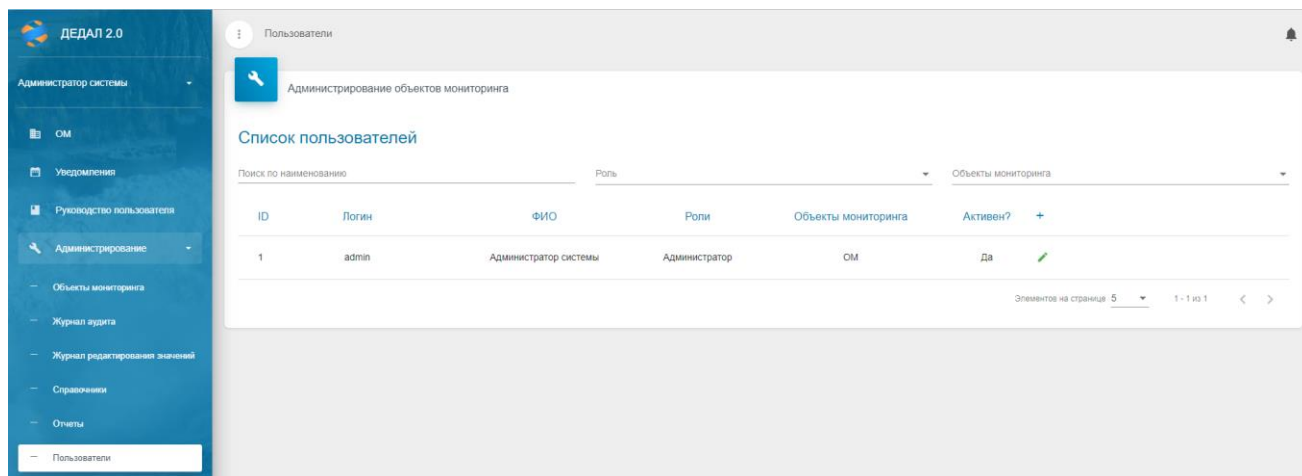 ДЕДАЛ 2.0
Администратор системы
ОМ
Уведомления
Руководство пользователя
Администрирование
Объекты мониторинга
Журнал аудита
Журнал редактирования значений
Справочники
Отчеты
Пользователи
Пользователи
Администрирование объектов мониторинга
Список пользователей
Поиск по наименованию Роль Объекты мониторинга
ID Логин ФИО Роли Объекты мониторинга Активен? +
1 admin Администратор системы Администратор ОМ Да
Элементов на странице 5 1 - 1 из 1